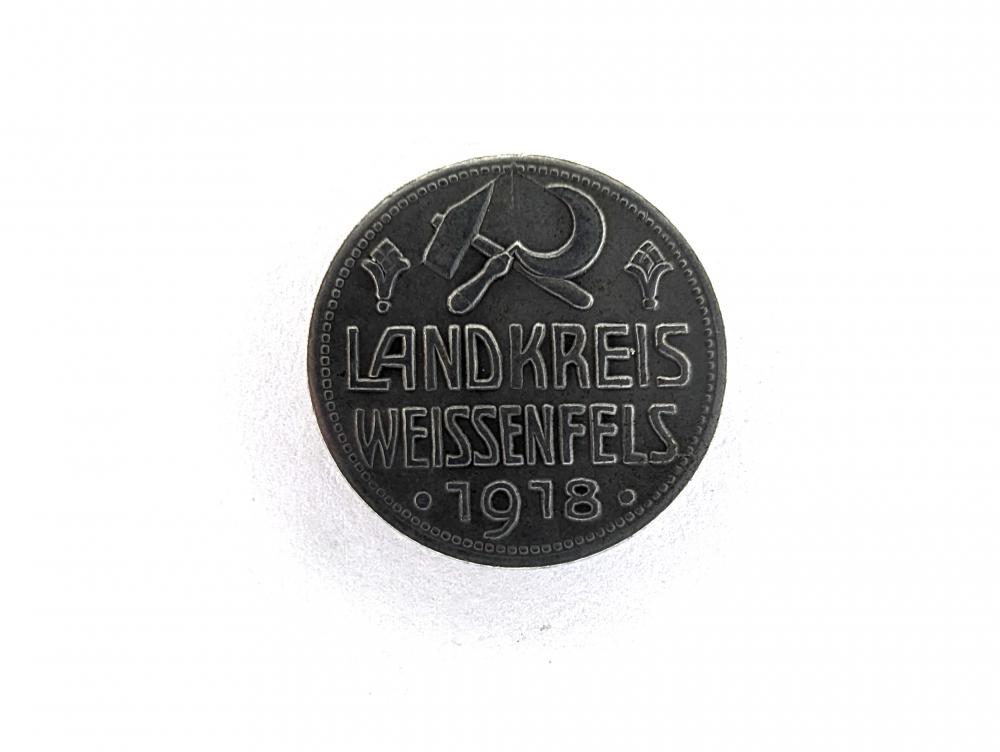 LANDKREIS
WEISSENFELS
• 1918 •